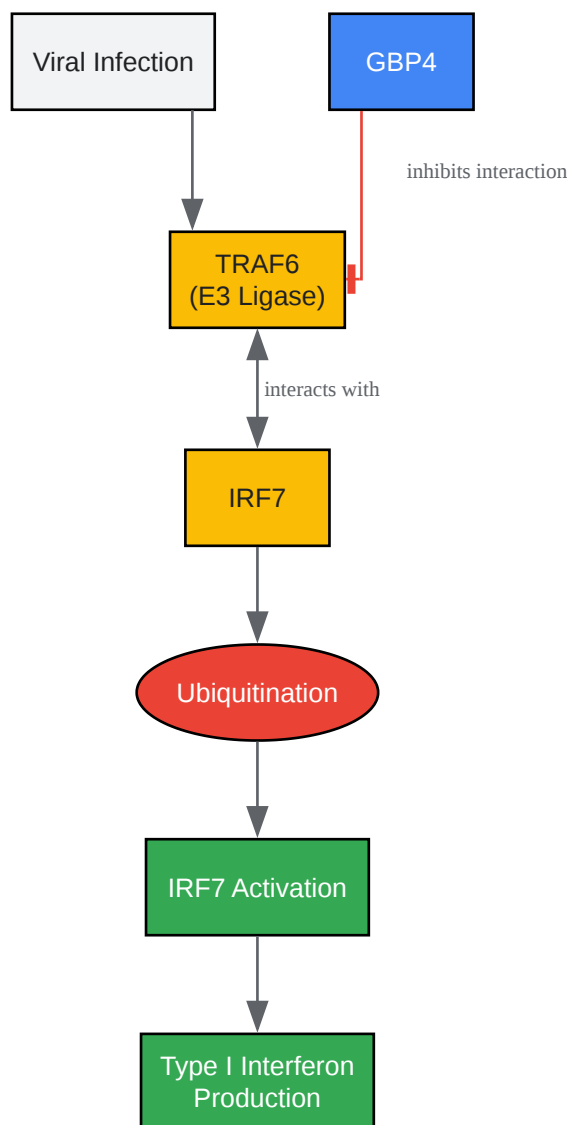 Viral Infection
GBP4
inhibits interaction
TRAF6
(E3 Ligase)
interacts with
IRF7
Ubiquitination
IRF7 Activation
Type I Interferon
Production